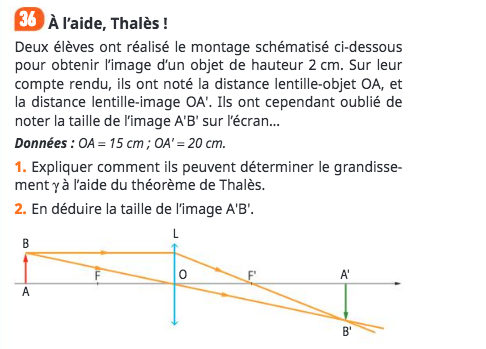 36 À l'aide, Thalès !
Deux élèves ont réalisé le montage schématisé ci-dessous
pour obtenir l'image d'un objet de hauteur 2 cm. Sur leur
compte rendu, ils ont noté la distance lentille-objet OA, et
la distance lentille-image OA'. Ils ont cependant oublié de
noter la taille de l'image A'B' sur l'écran...
Données : OA = 15 cm ; OA' = 20 cm.
1. Expliquer comment ils peuvent déterminer le grandisse-
ment γ à l'aide du théorème de Thalès.
2. En déduire la taille de l'image A'B'.
L
B
F O F' A'
A
B'